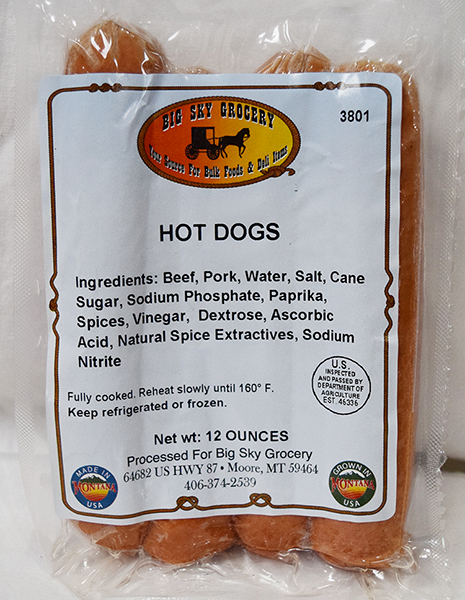 BIG SKY GROCERY
Your Source For Bulk Foods & Deli Items
3801
HOT DOGS
Ingredients: Beef, Pork, Water, Salt, Cane
Sugar, Sodium Phosphate, Paprika,
Spices, Vinegar, Dextrose, Ascorbic
Acid, Natural Spice Extractives, Sodium
Nitrite
Fully cooked. Reheat slowly until 160° F.
Keep refrigerated or frozen.
U.S.
INSPECTED
AND PASSED BY
DEPARTMENT OF
AGRICULTURE
EST. 46336
Net wt: 12 OUNCES
Processed For Big Sky Grocery
64682 US HWY 87 • Moore, MT 59464
406-374-2539
MADE IN
MONTANA
USA
GROWN IN
MONTANA
USA